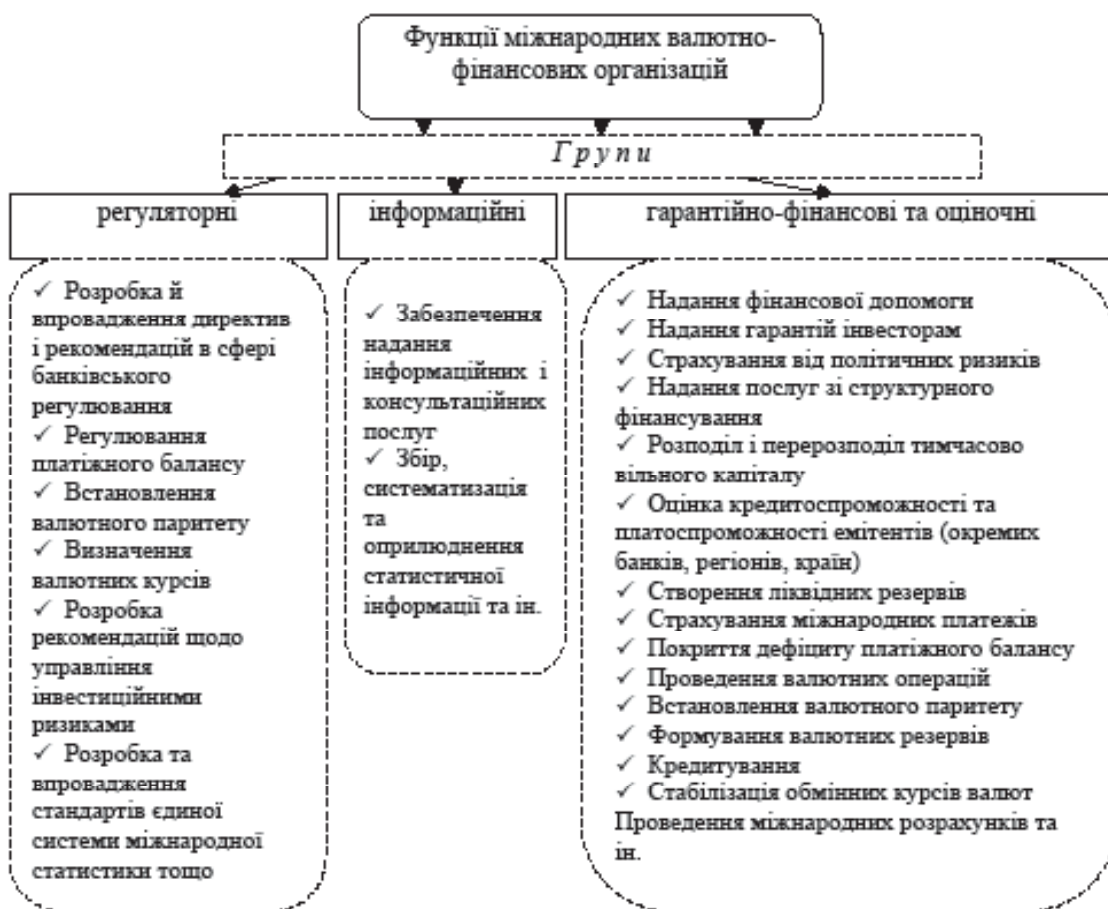 Функції міжнародних валютно-
фінансових організацій
Групи
регуляторні
✓ Розробка й
впровадження директив
і рекомендацій в сфері
банківського
регулювання
✓ Регулювання
платіжного балансу
✓ Встановлення
валютного паритету
✓ Визначення
валютних курсів
✓ Розробка
рекомендацій щодо
управління
інвестиційними
ризиками
✓ Розробка та
впровадження
стандартів єдиної
системи міжнародної
статистики тощо
інформаційні
✓ Забезпечення
надання
інформаційних і
консультаційних
послуг
✓ Збір,
систематизація
та
оприлюднення
статистичної
інформації та ін.
гарантійно-фінансові та оціночні
✓ Надання фінансової допомоги
✓ Надання гарантій інвесторам
✓ Страхування від політичних ризиків
✓ Надання послуг зі структурного
фінансування
✓ Розподіл і перерозподіл тимчасово
вільного капіталу
✓ Оцінка кредитоспроможності та
платоспроможності емітентів (окремих
банків, регіонів, країн)
✓ Створення ліквідних резервів
✓ Страхування міжнародних платежів
✓ Покриття дефіциту платіжного балансу
✓ Проведення валютних операцій
✓ Встановлення валютного паритету
✓ Формування валютних резервів
✓ Кредитування
✓ Стабілізація обмінних курсів валют
Проведення міжнародних розрахунків та
ін.